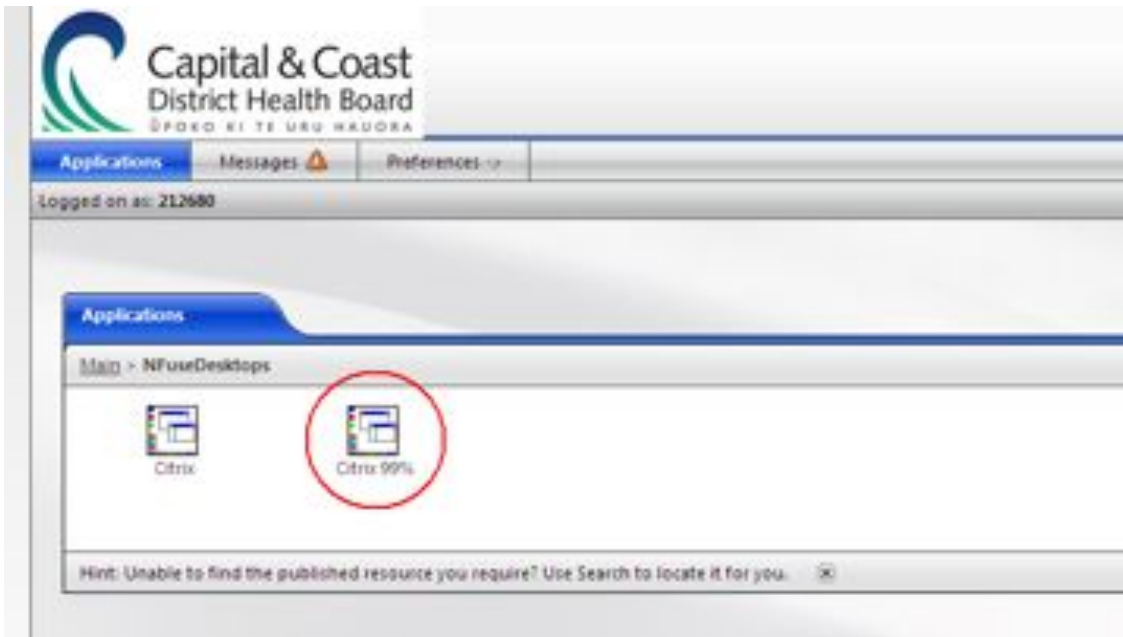 Capital & Coast
District Health Board
ŪPOKO KI TE URU HAUORA
Applications Messages Preferences
Logged on as: 212680
Applications
Main > NFuseDesktops
Citrix Citrix 99%
Hint: Unable to find the published resource you require? Use Search to locate it for you.